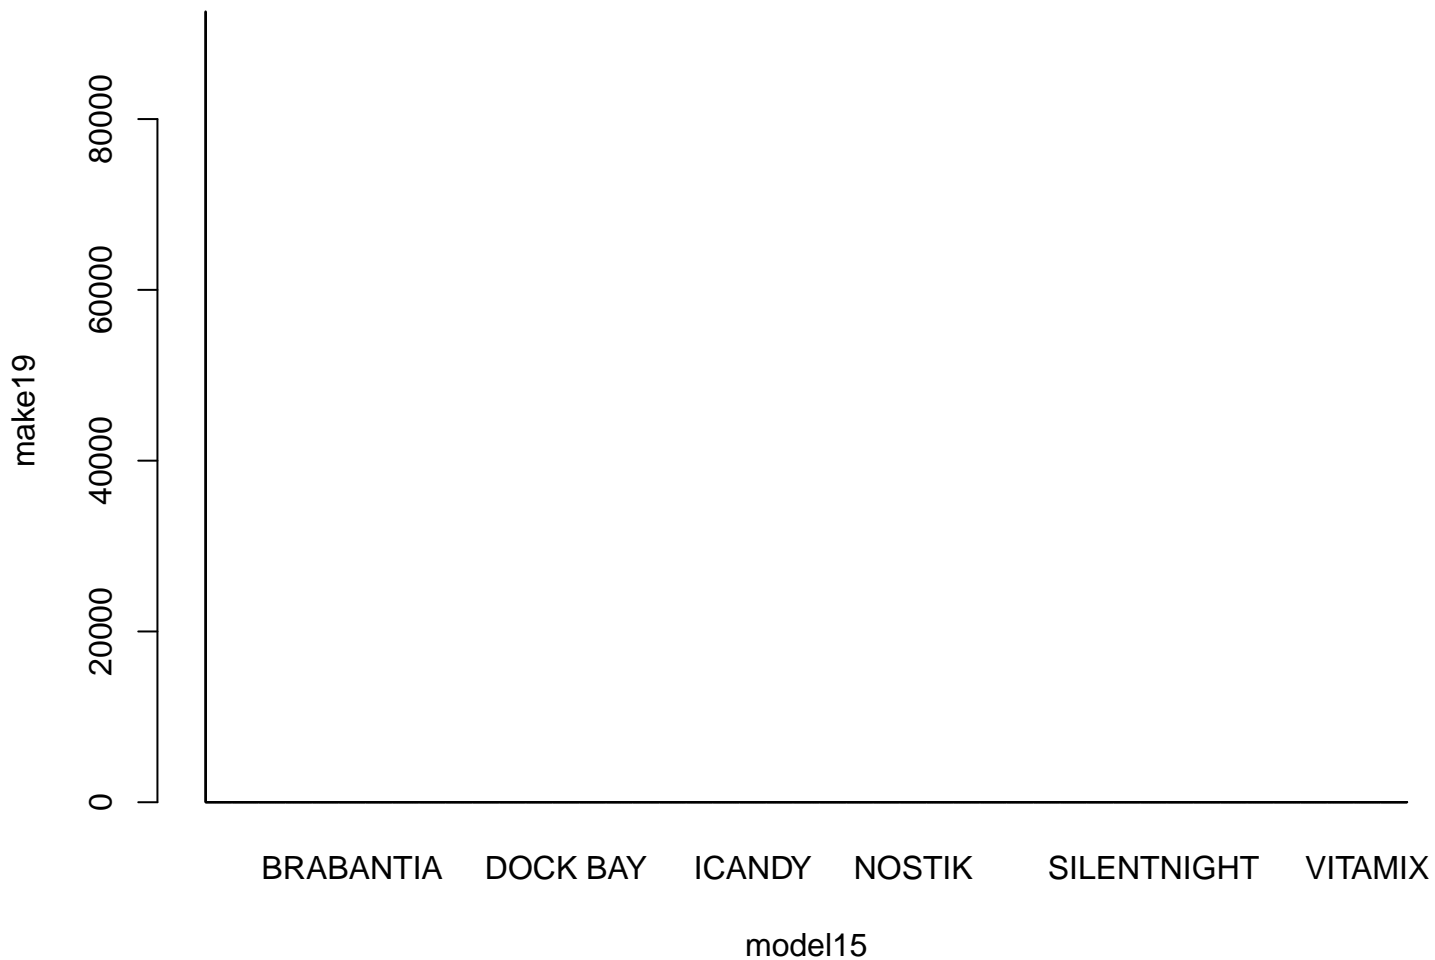 80000
60000
40000
20000
0
make19
BRABANTIA DOCK BAY ICANDY NOSTIK SILENTNIGHT VITAMIX
model15